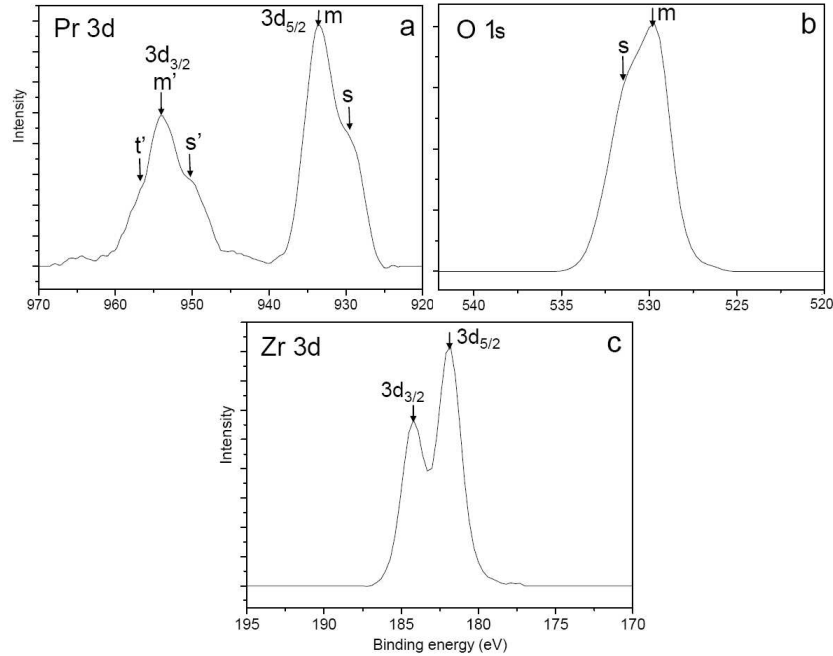 Pr 3d
3d5/2 m
a
3d3/2
m'
s
t'
s'
Intensity
970 960 950 940 930 920
O 1s
m
b
s
540 535 530 525 520
Zr 3d
3d5/2
c
3d3/2
Intensity
195 190 185 180 175 170
Binding energy (eV)